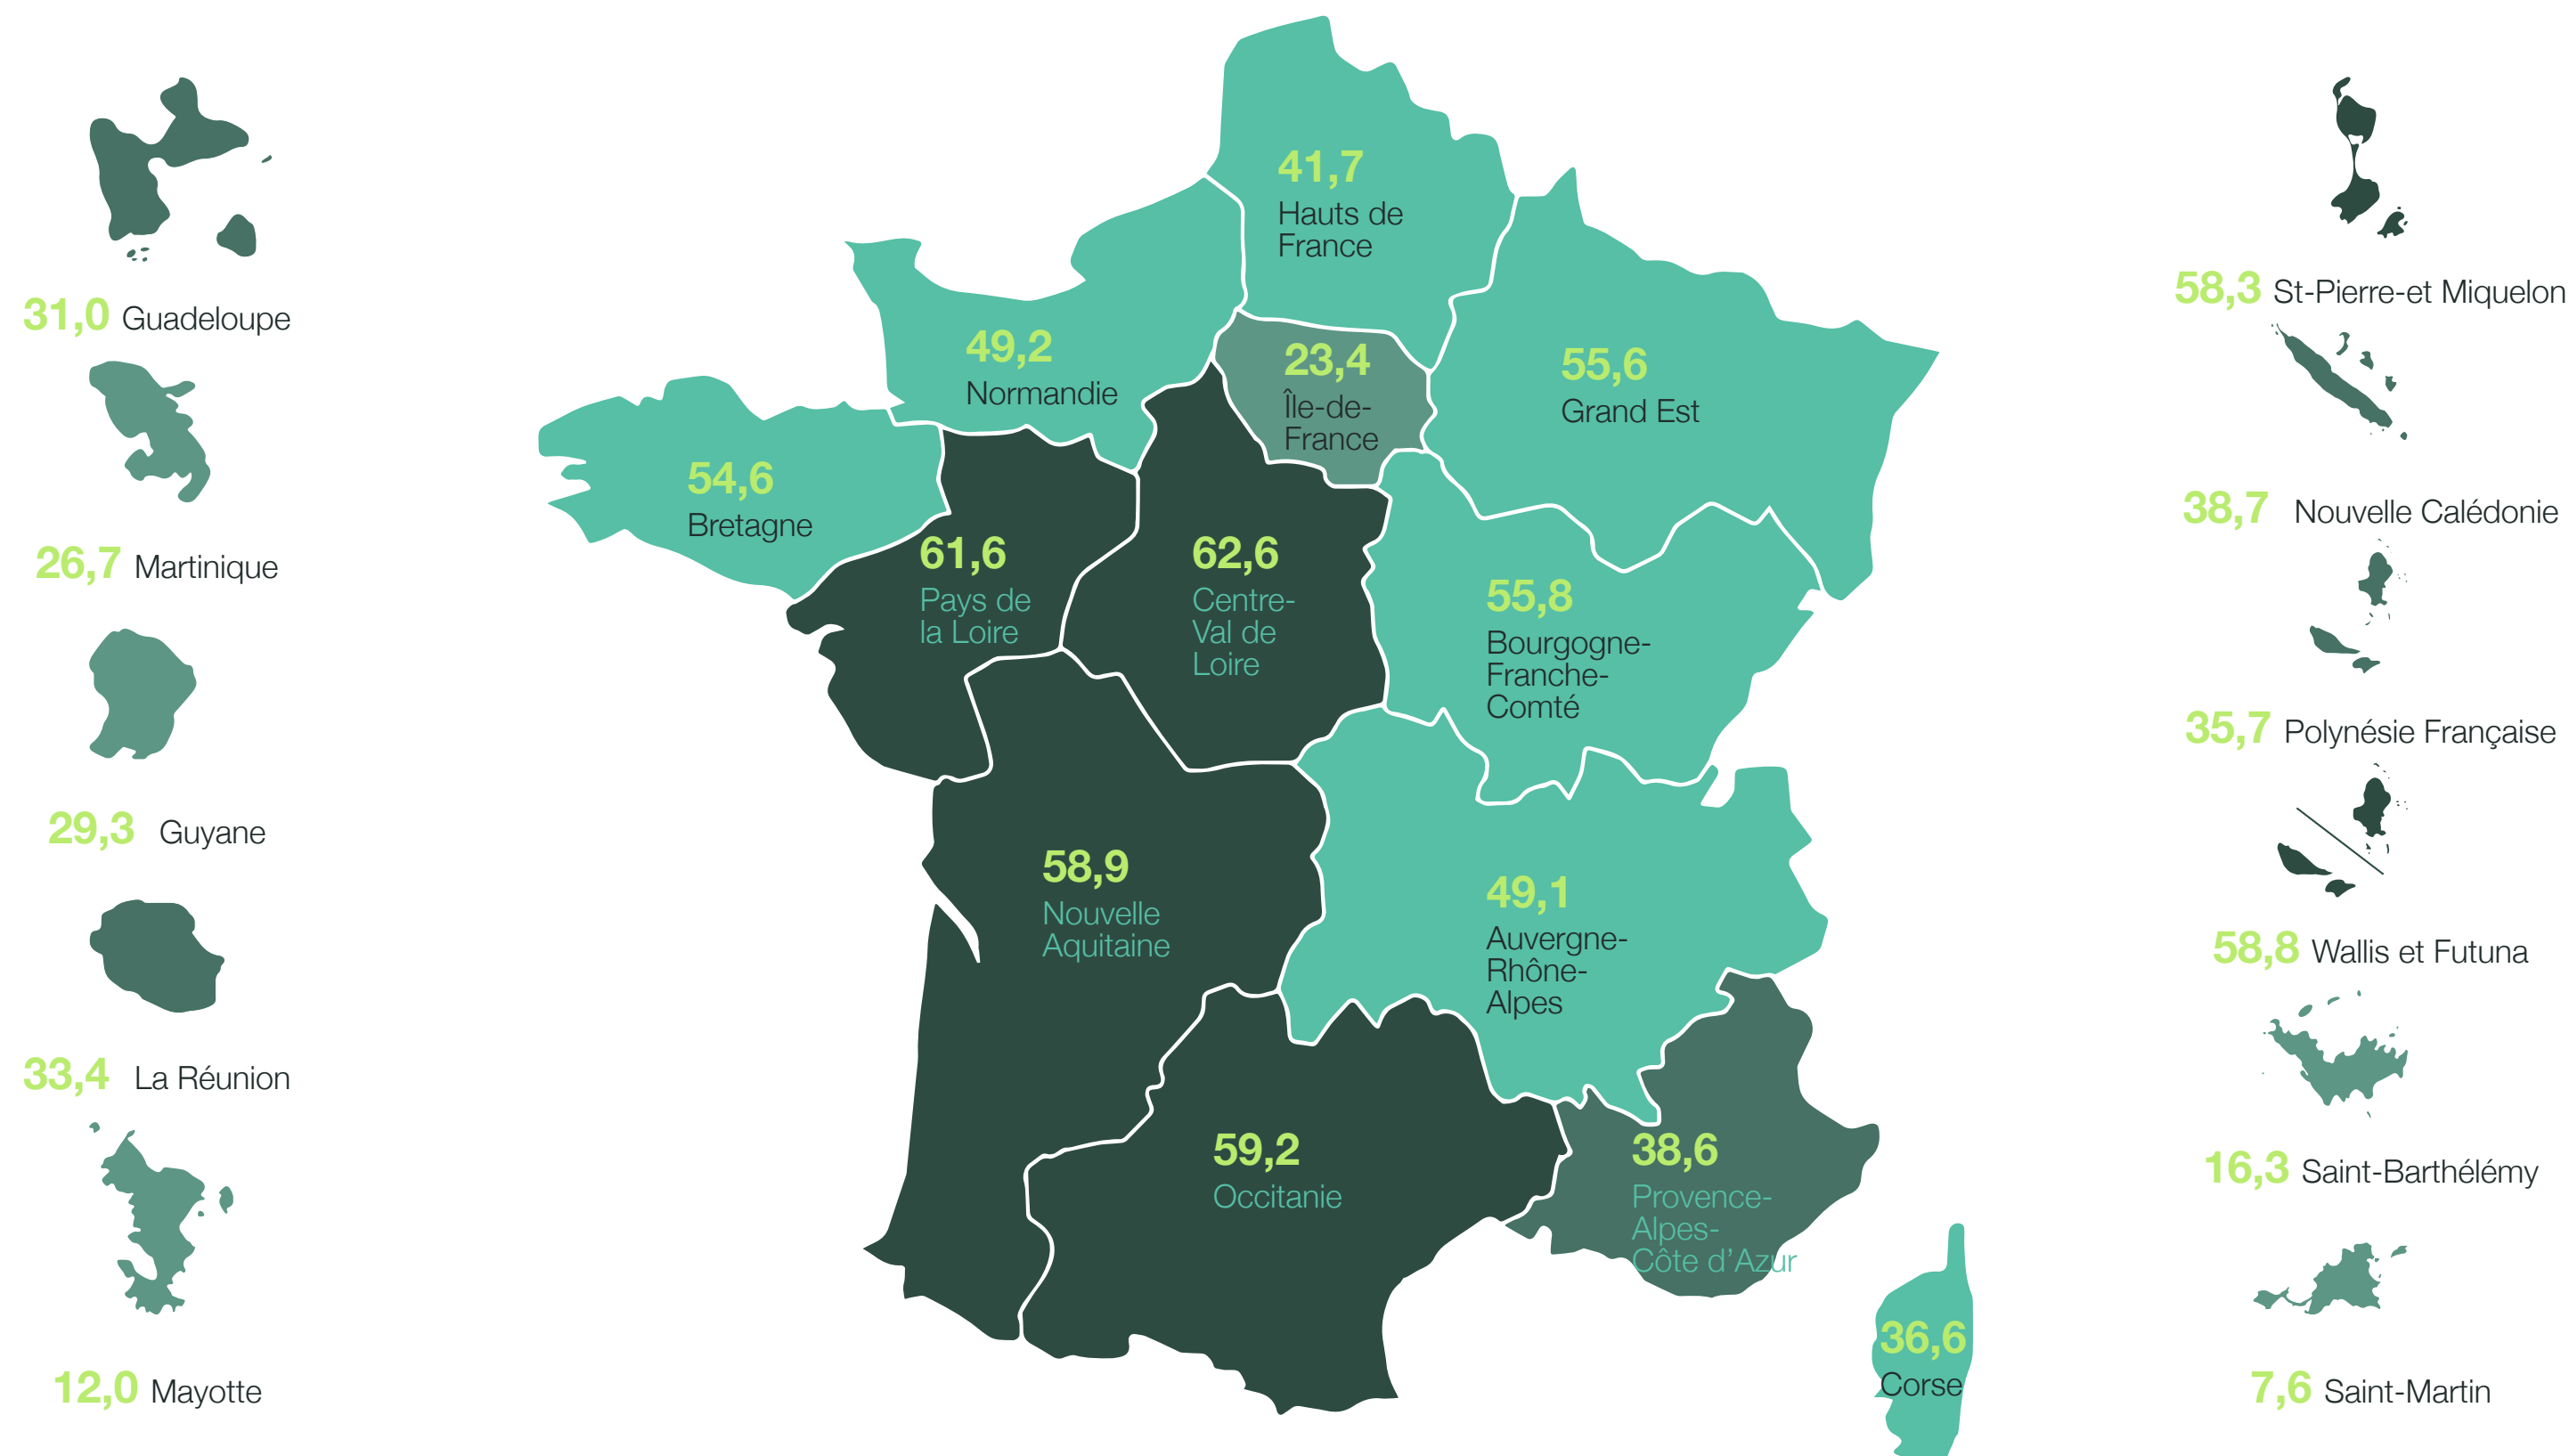 31,0 Guadeloupe
26,7 Martinique
29,3 Guyane
33,4 La Réunion
12,0 Mayotte
41,7
Hauts de
France
49,2
Normandie
23,4
Île-de-
France
55,6
Grand Est
54,6
Bretagne
61,6
Pays de
la Loire
62,6
Centre-
Val de
Loire
55,8
Bourgogne-
Franche-
Comté
58,9
Nouvelle
Aquitaine
49,1
Auvergne-
Rhône-
Alpes
59,2
Occitanie
38,6
Provence-
Alpes-
Côte d'Azur
36,6
Corse
58,3 St-Pierre-et Miquelon
38,7 Nouvelle Calédonie
35,7 Polynésie Française
58,8 Wallis et Futuna
16,3 Saint-Barthélémy
7,6 Saint-Martin